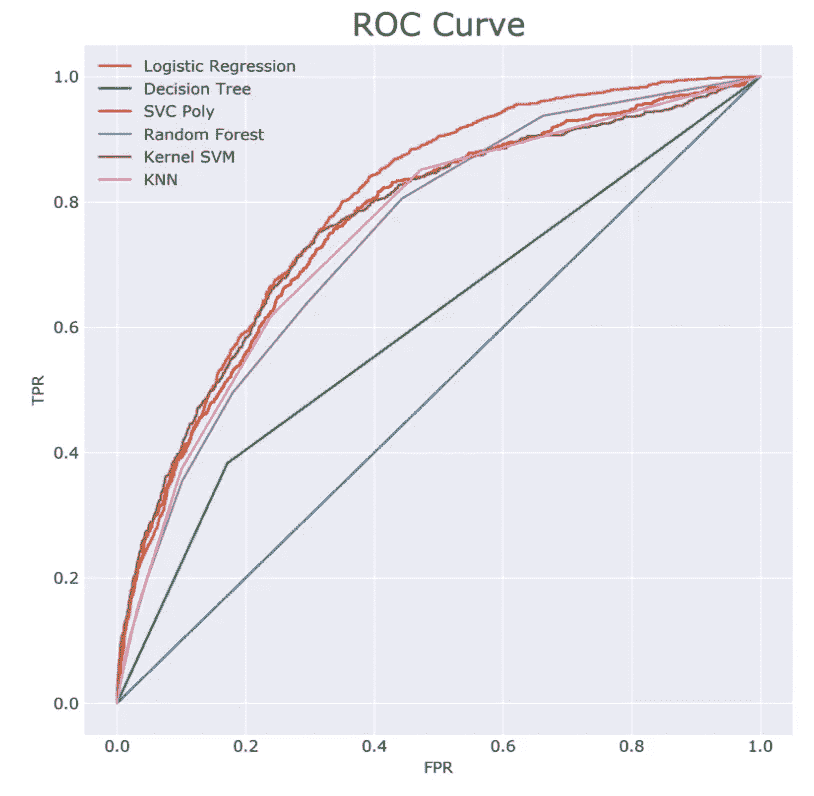 ROC Curve
Logistic Regression
Decision Tree
SVC Poly
Random Forest
Kernel SVM
KNN
1.0
0.8
0.6
0.4
0.2
0.0
TPR
0.0 0.2 0.4 0.6 0.8 1.0
FPR